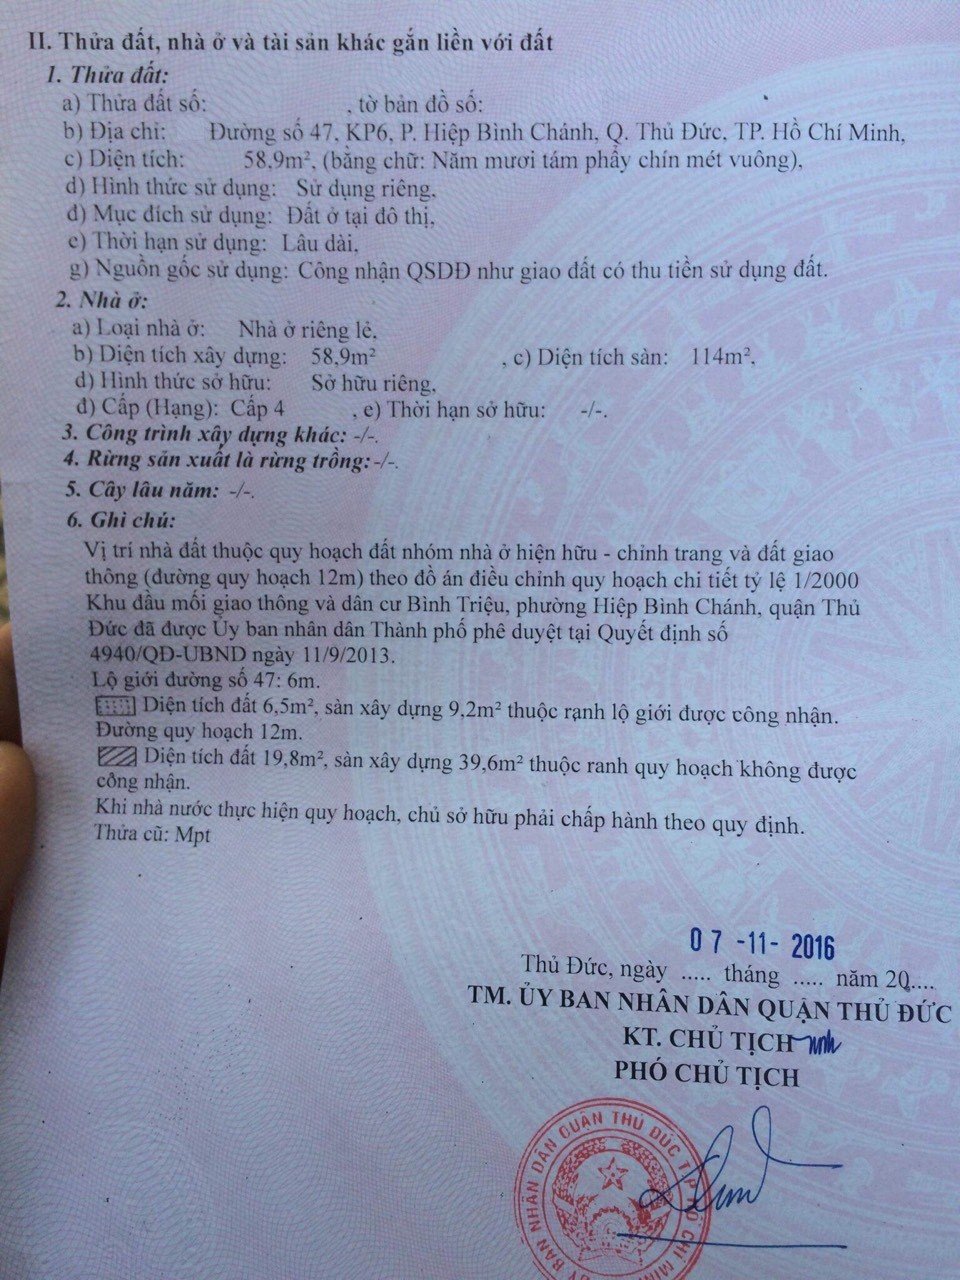 II. Thửa đất, nhà ở và tài sản khác gắn liền với đất
1. Thửa đất:
a) Thửa đất số: , tờ bản đồ số:
b) Địa chỉ: Đường số 47, KP6, P. Hiệp Bình Chánh, Q. Thủ Đức, TP. Hồ Chí Minh,
c) Diện tích: 58,9m², (bằng chữ: Năm mươi tám phẩy chín mét vuông),
d) Hình thức sử dụng: Sử dụng riêng,
đ) Mục đích sử dụng: Đất ở tại đô thị,
e) Thời hạn sử dụng: Lâu dài,
g) Nguồn gốc sử dụng: Công nhận QSDĐ như giao đất có thu tiền sử dụng đất.
2. Nhà ở:
a) Loại nhà ở: Nhà ở riêng lẻ,
b) Diện tích xây dựng: 58,9m² , c) Diện tích sàn: 114m²,
d) Hình thức sở hữu: Sở hữu riêng,
đ) Cấp (Hạng): Cấp 4 , e) Thời hạn sở hữu: -/-.
3. Công trình xây dựng khác: -/-.
4. Rừng sản xuất là rừng trồng: -/-.
5. Cây lâu năm: -/-.
6. Ghi chú:
Vị trí nhà đất thuộc quy hoạch đất nhóm nhà ở hiện hữu - chỉnh trang và đất giao
thông (đường quy hoạch 12m) theo đồ án điều chỉnh quy hoạch chi tiết tỷ lệ 1/2000
Khu đầu mối giao thông và dân cư Bình Triệu, phường Hiệp Bình Chánh, quận Thủ
Đức đã được Ủy ban nhân dân Thành phố phê duyệt tại Quyết định số
4940/QĐ-UBND ngày 11/9/2013.
Lộ giới đường số 47: 6m.
Diện tích đất 6,5m², sàn xây dựng 9,2m² thuộc ranh lộ giới được công nhận.
Đường quy hoạch 12m.
Diện tích đất 19,8m², sàn xây dựng 39,6m² thuộc ranh quy hoạch không được
công nhận.
Khi nhà nước thực hiện quy hoạch, chủ sở hữu phải chấp hành theo quy định.
Thửa cũ: Mpt
07 -11- 2016
Thủ Đức, ngày ..... tháng ..... năm 20....
TM. ỦY BAN NHÂN DÂN QUẬN THỦ ĐỨC
KT. CHỦ TỊCH
PHÓ CHỦ TỊCH
BAN NHÂN DÂN QUẬN THỦ ĐỨC TP HỒ CHÍ